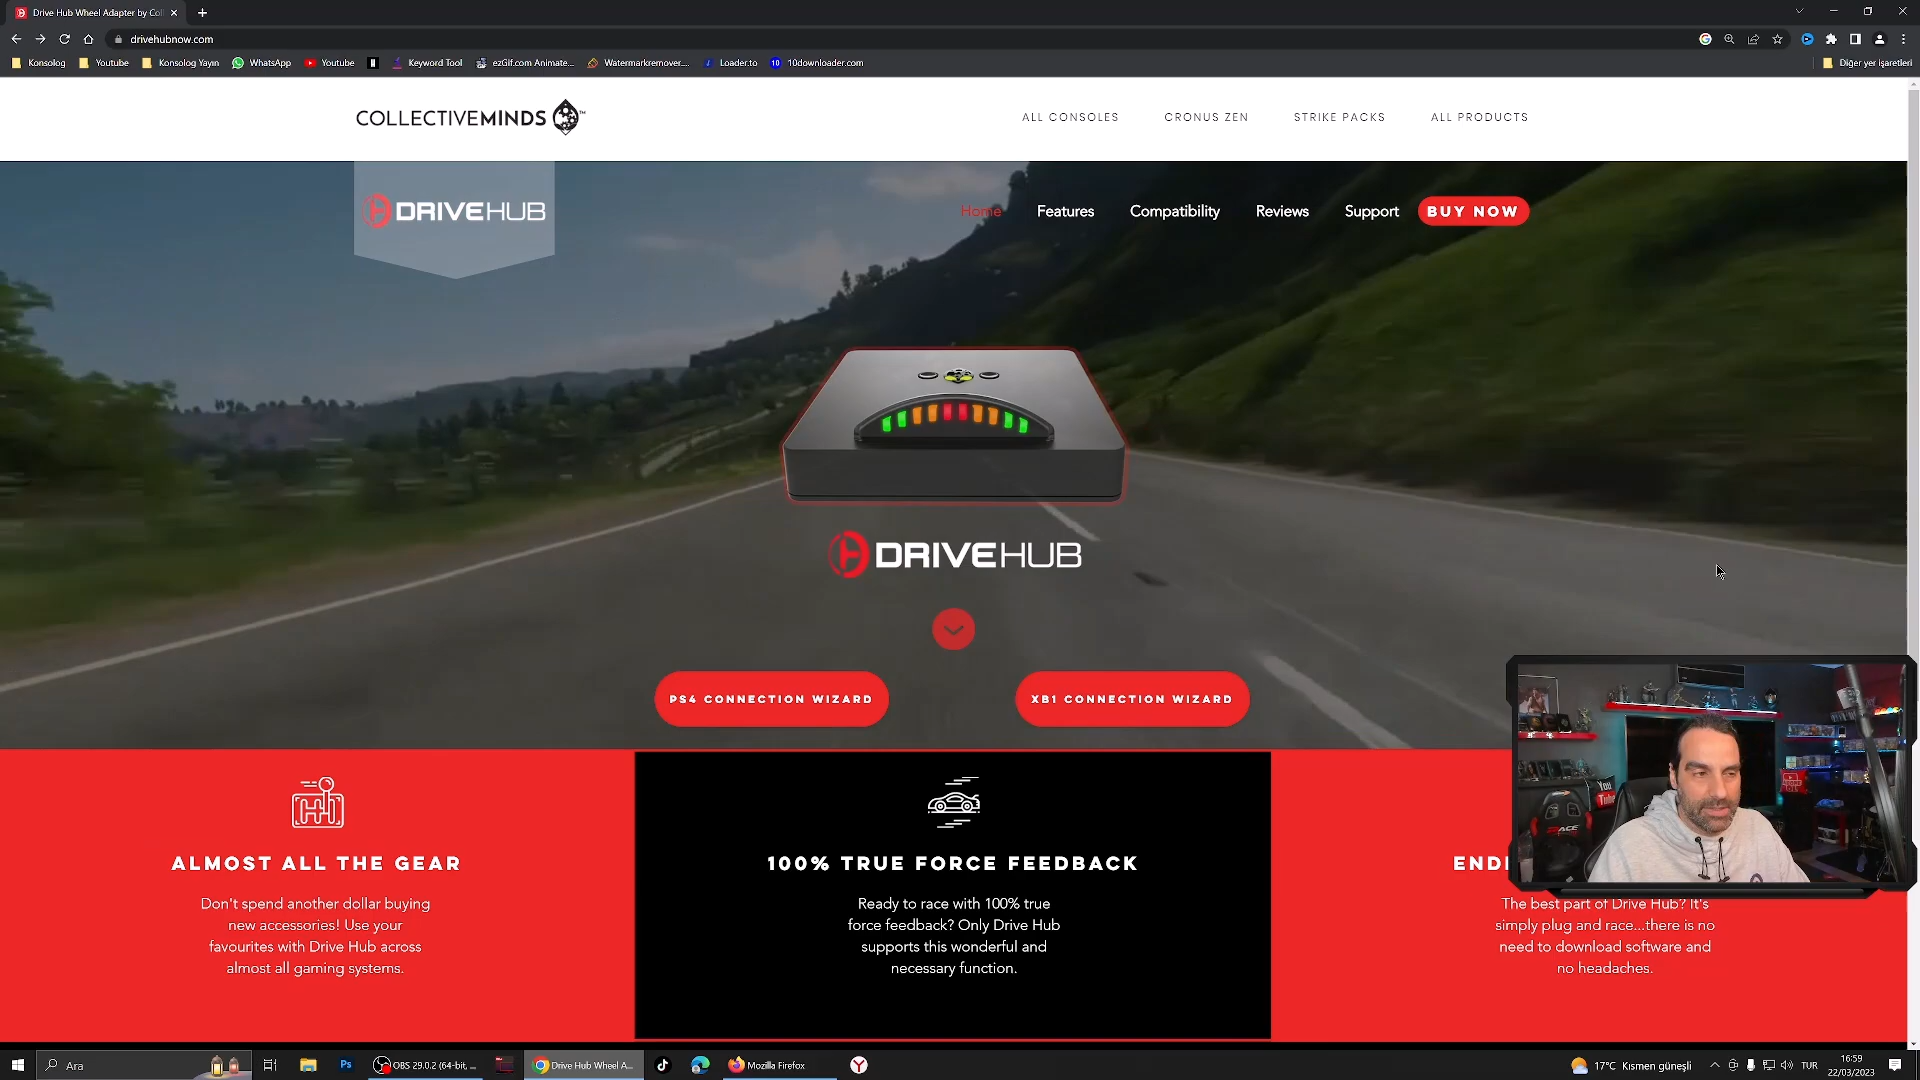 Drive Hub Wheel Adapter by Col
drivehubnow.com
Konsolog
Youtube
Konsolog Yayın
WhatsApp
Youtube
Keyword Tool
ezGif.com Animate...
Watermarkremover....
Loader.to
10 10downloader.com
Diğer yer işaretleri
COLLECTIVEMINDS
ALL CONSOLES
CRONUS ZEN
STRIKE PACKS
ALL PRODUCTS
DRIVEHUB
Home
Features
Compatibility
Reviews
Support
BUY NOW
DRIVEHUB
PS4 CONNECTION WIZARD
XB1 CONNECTION WIZARD
ALMOST ALL THE GEAR
Don't spend another dollar buying
new accessories! Use your
favourites with Drive Hub across
almost all gaming systems.
100% TRUE FORCE FEEDBACK
Ready to race with 100% true
force feedback? Only Drive Hub
supports this wonderful and
necessary function.
The best part of Drive Hub? It's
simply plug and race...there is no
need to download software and
no headaches.
You
Tube
RACE
Ara
Ps
OBS 29.0.2 (64-bit, ...
Drive Hub Wheel A...
Mozilla Firefox
17°C Kısmen güneşli
TUR
16:59
22/03/2023